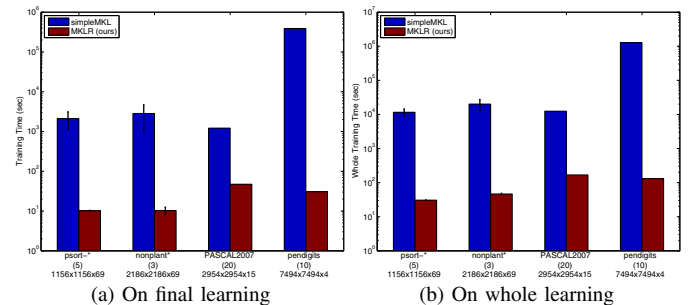 simpleMKL
MKLR (ours)
Training Time (sec)
10^6
10^5
10^4
10^3
10^2
10^1
10^0
psort-* nonplant* PASCAL2007 pendigits
(5) (3) (20) (10)
1156x1156x69 2186x2186x69 2954x2954x15 7494x7494x4
(a) On final learning
simpleMKL
MKLR (ours)
Whole Training Time (sec)
10^7
10^6
10^5
10^4
10^3
10^2
10^1
10^0
psort-* nonplant* PASCAL2007 pendigits
(5) (3) (20) (10)
1156x1156x69 2186x2186x69 2954x2954x15 7494x7494x4
(b) On whole learning